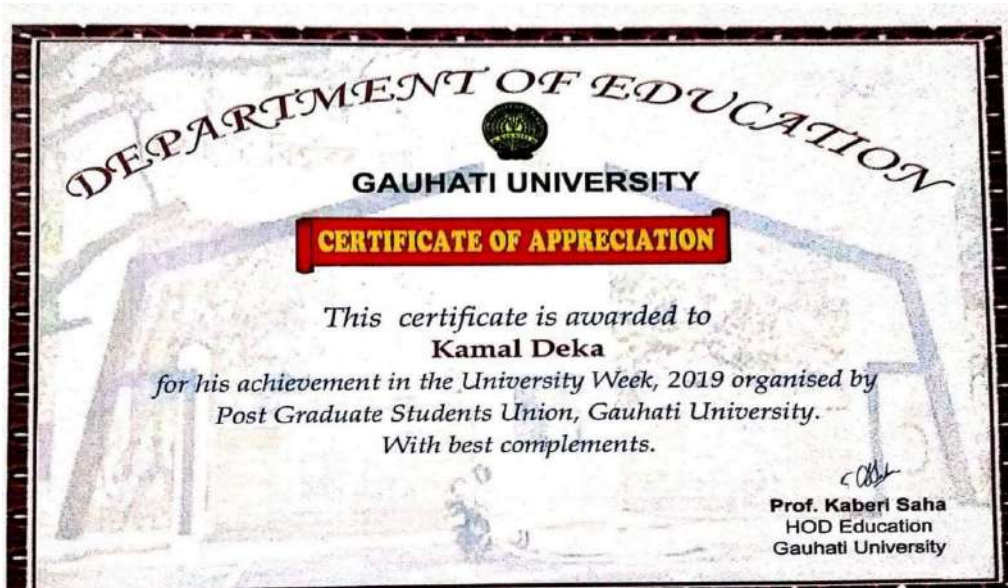 DEPARTMENT OF EDUCATION
GAUHATI UNIVERSITY
CERTIFICATE OF APPRECIATION
This certificate is awarded to
Kamal Deka
for his achievement in the University Week, 2019 organised by
Post Graduate Students Union, Gauhati University.
With best complements.
Prof. Kaberi Saha
HOD Education
Gauhati University